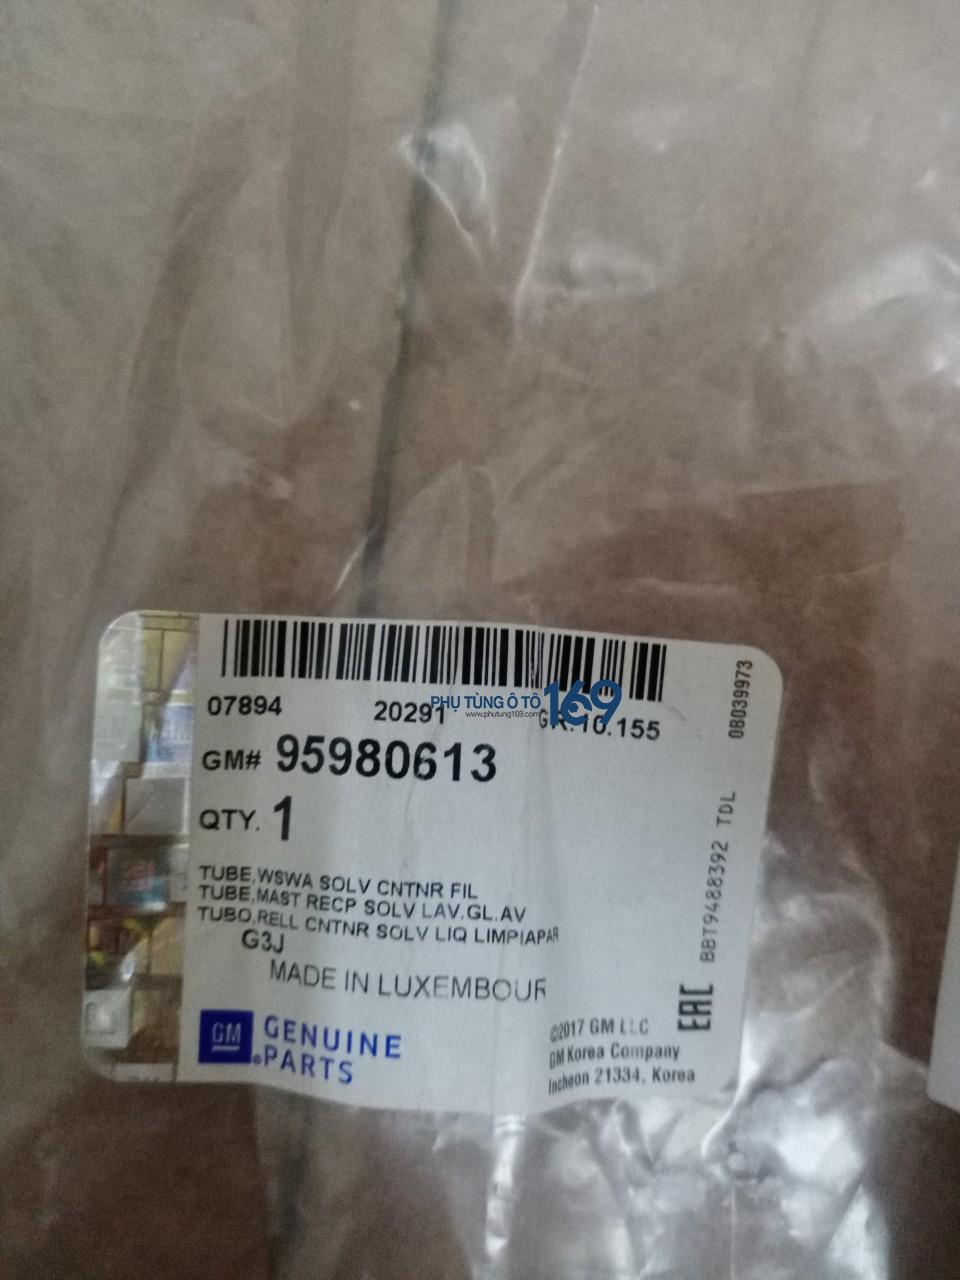 07894 20291 GR.10.155
PHỤ TÙNG Ô TÔ 169
www.phutung169.com
GM# 95980613
QTY. 1
TUBE,WSWA SOLV CNTNR FIL
TUBE,MAST RECP SOLV LAV.GL.AV
TUBO,RELL CNTNR SOLV LIQ LIMPIAPAR
G3J
MADE IN LUXEMBOUR
GM GENUINE
PARTS
©2017 GM LLC
GM Korea Company
Incheon 21334, Korea
08039973
BBT9488392 TDL
EAC